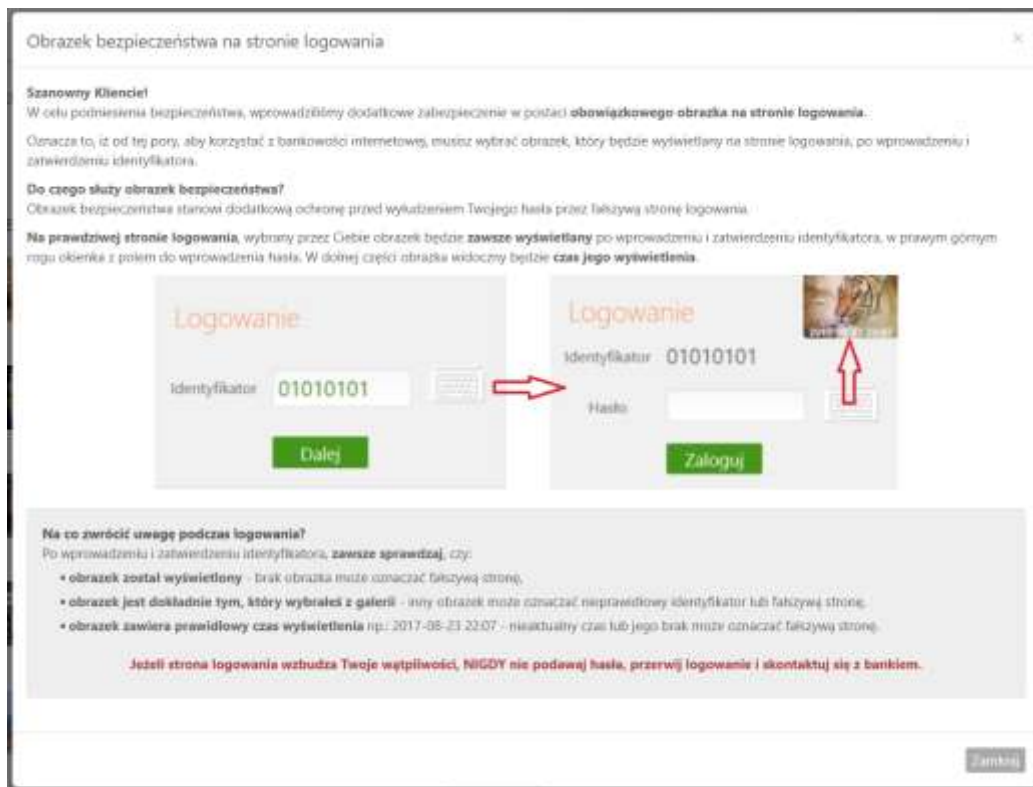 Obrazek bezpieczeństwa na stronie logowania
×
Szanowny Kliencie!
W celu podniesienia bezpieczeństwa, wprowadziliśmy dodatkowe zabezpieczenie w postaci obowiązkowego obrazka na stronie logowania.
Oznacza to, iż od tej pory, aby korzystać z bankowości internetowej, musisz wybrać obrazek, który będzie wyświetlany na stronie logowania, po wprowadzeniu i
zatwierdzeniu identyfikatora.
Do czego służy obrazek bezpieczeństwa?
Obrazek bezpieczeństwa stanowi dodatkową ochronę przed wyłudzeniem Twojego hasła przez fałszywą stronę logowania.
Na prawdziwej stronie logowania, wybrany przez Ciebie obrazek będzie zawsze wyświetlany po wprowadzeniu i zatwierdzeniu identyfikatora, w prawym górnym
rogu okienka z polem do wprowadzenia hasła. W dolnej części obrazka widoczny będzie czas jego wyświetlenia.
Logowanie
Identyfikator 01010101
Dalej
Logowanie
Identyfikator 01010101
Hasło
Zaloguj
Na co zwrócić uwagę podczas logowania?
Po wprowadzeniu i zatwierdzeniu identyfikatora, zawsze sprawdzaj, czy:
• obrazek został wyświetlony - brak obrazka może oznaczać fałszywą stronę,
• obrazek jest dokładnie tym, który wybrałeś z galerii - inny obrazek może oznaczać nieprawidłowy identyfikator lub fałszywą stronę,
• obrazek zawiera prawidłowy czas wyświetlenia np.: 2017-08-23 22:07 - nieaktualny czas lub jego brak może oznaczać fałszywą stronę.
Jeżeli strona logowania wzbudza Twoje wątpliwości, NIGDY nie podawaj hasła, przerwij logowanie i skontaktuj się z bankiem.
Zamknij